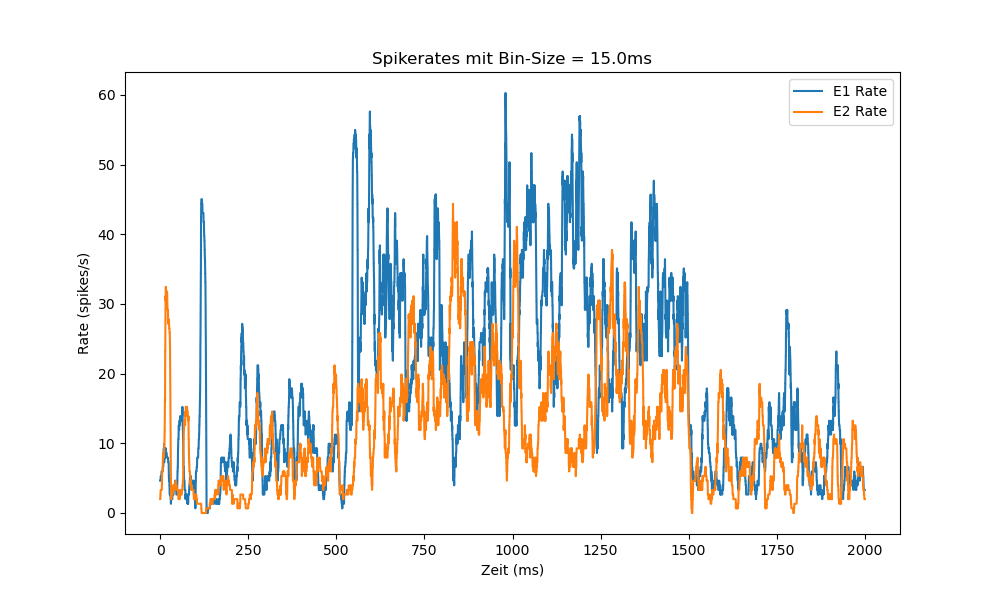 Spikerates mit Bin-Size = 15.0ms
E1 Rate
E2 Rate
60
50
40
30
20
10
0
Rate (spikes/s)
0 250 500 750 1000 1250 1500 1750 2000
Zeit (ms)